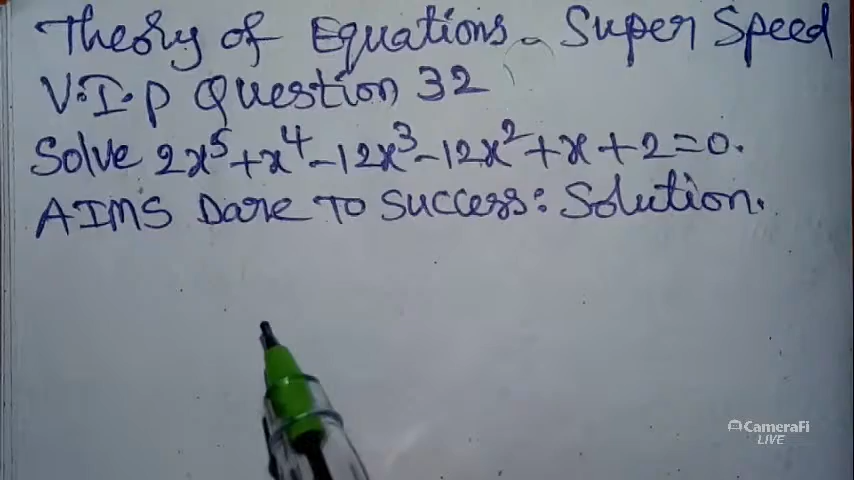 Theory of Equations - Super Speed
V.I.P Question 32
Solve 2x⁵+x⁴-12x³-12x²+x+2=0.
AIMS Dare To Success: Solution.
CameraFi
LIVE